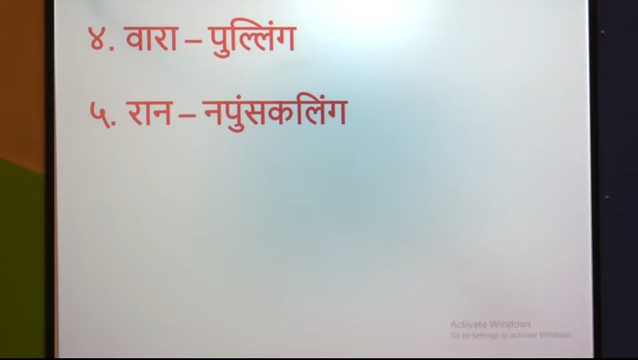 ४. वारा – पुल्लिंग
५. रान – नपुंसकलिंग
Activate Windows
Go to Settings to activate Windows.